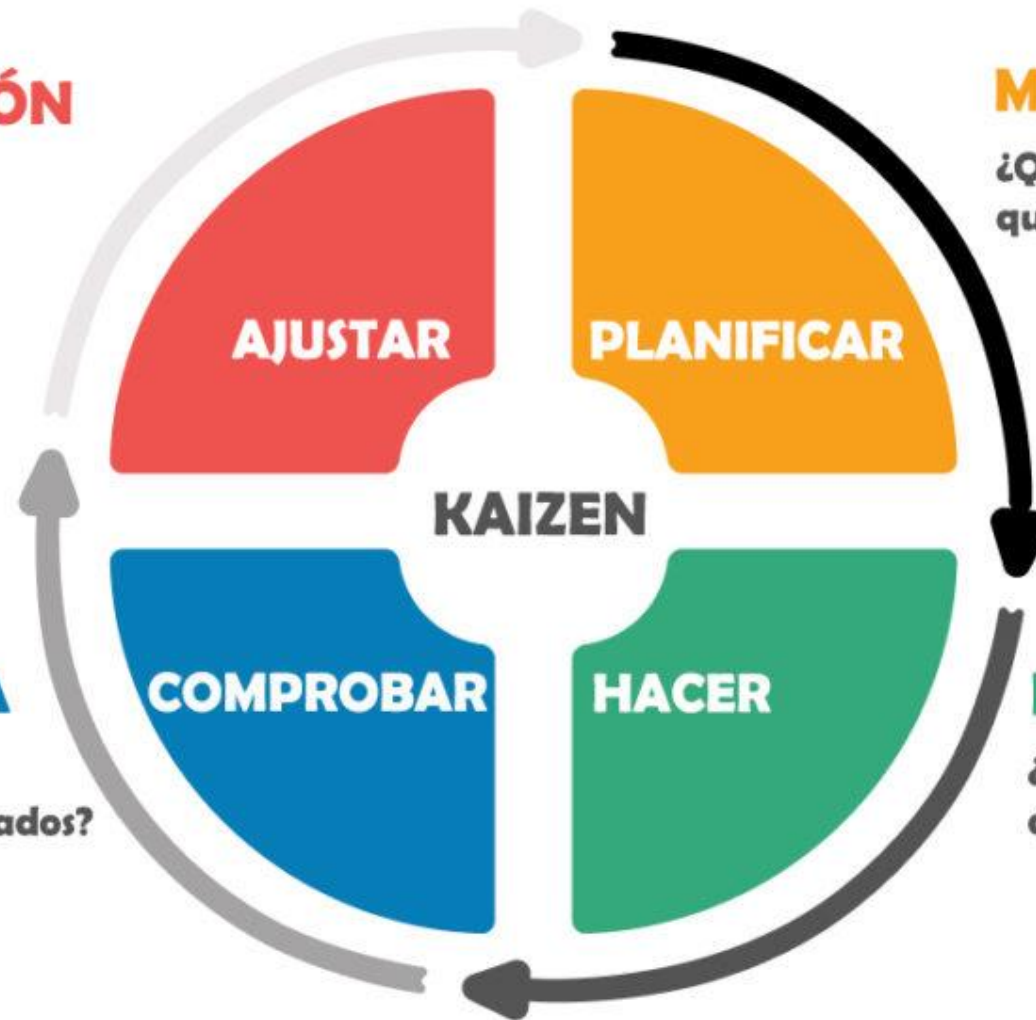 ÓN
M
¿Q
qu
AJUSTAR
PLANIFICAR
KAIZEN
COMPROBAR
HACER
A
¿
ados?